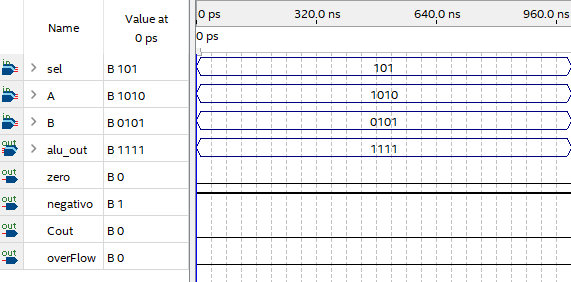 Name Value at 0 ps 0 ps 320.0 ns 640.0 ns 960.0 ns
0 ps
in sel B 101 101
in A B 1010 1010
in B B 0101 0101
out alu_out B 1111 1111
out zero B 0
out negativo B 1
out Cout B 0
out overFlow B 0